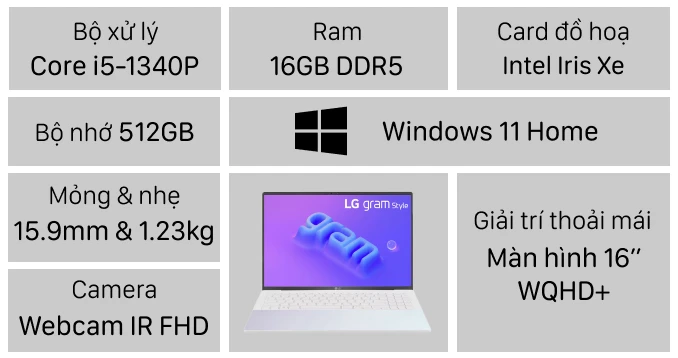 Bộ xử lý
Core i5-1340P
Ram
16GB DDR5
Card đồ hoạ
Intel Iris Xe
Bộ nhớ 512GB
Windows 11 Home
Mỏng & nhẹ
15.9mm & 1.23kg
LG gram Style
gram
Giải trí thoải mái
Màn hình 16''
WQHD+
Camera
Webcam IR FHD